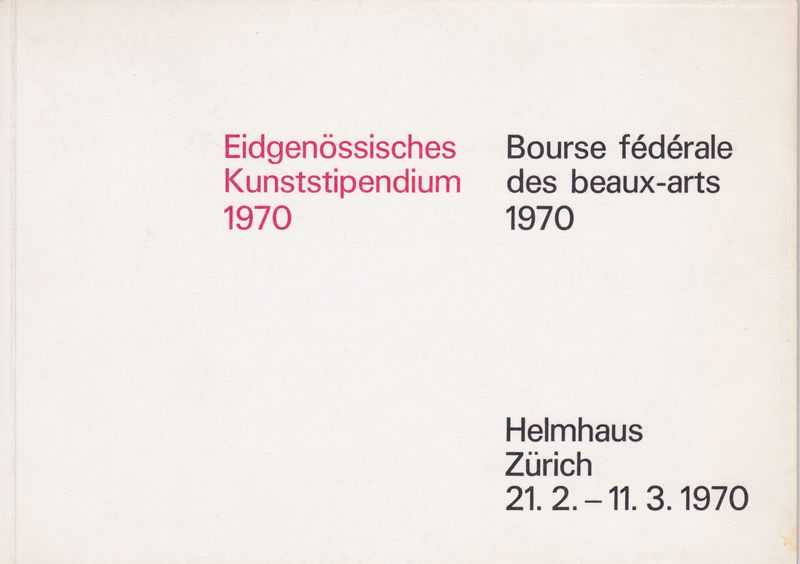 Eidgenössisches
Kunststipendium
1970
Bourse fédérale
des beaux-arts
1970
Helmhaus
Zürich
21. 2. – 11. 3. 1970